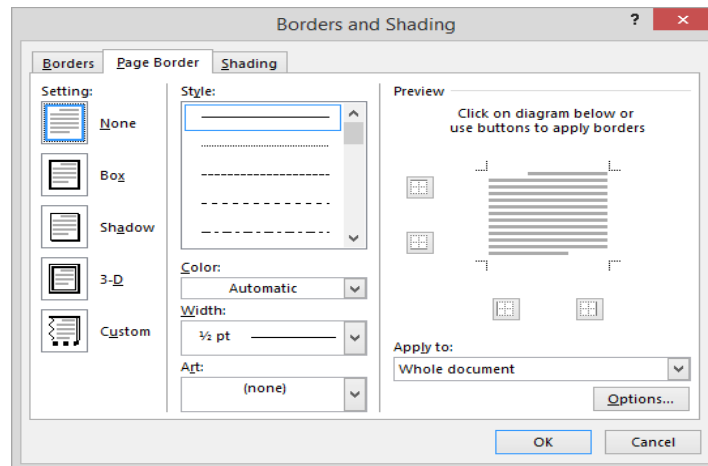 Borders and Shading
?
Borders Page Border Shading
Setting:
None
Box
Shadow
3-D
Custom
Style:
Color:
Automatic
Width:
½ pt
Art:
(none)
Preview
Click on diagram below or
use buttons to apply borders
Apply to:
Whole document
Options...
OK Cancel